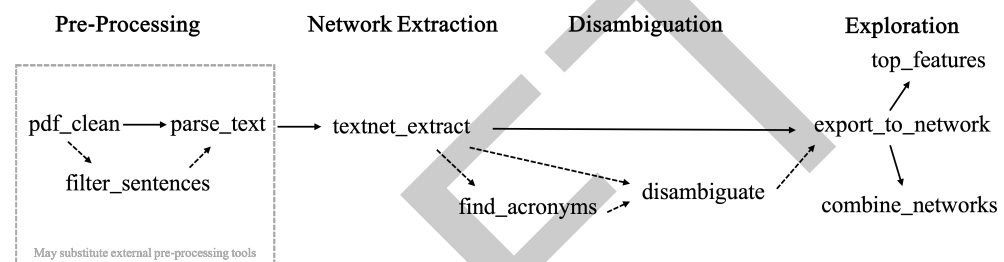 Pre-Processing
Network Extraction
Disambiguation
Exploration
top_features
pdf_clean
parse_text
textnet_extract
export_to_network
filter_sentences
find_acronyms
disambiguate
combine_networks
May substitute external pre-processing tools